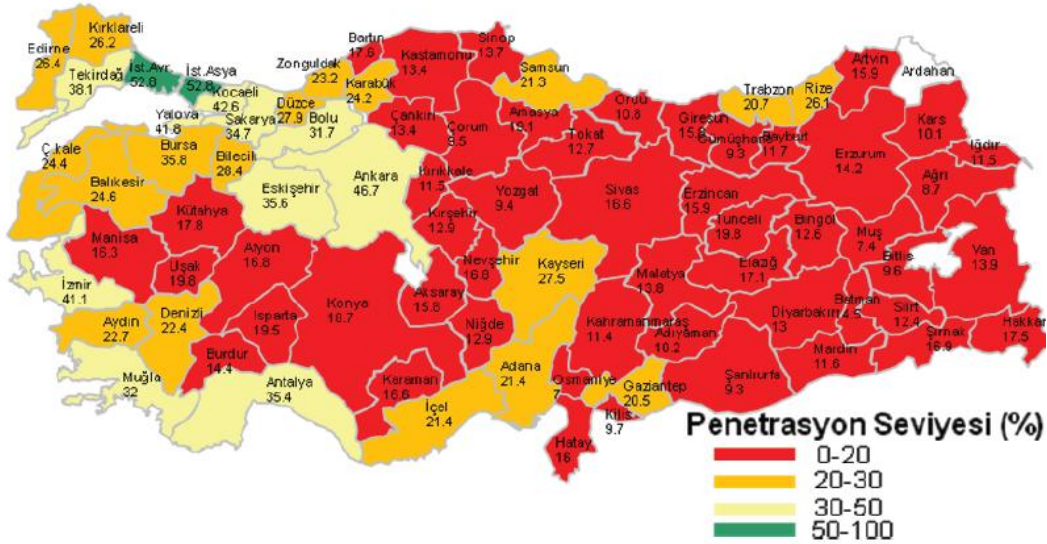 Kırklareli
26.2
Edirne
26.4
Tekirdağ
38.1
İst.Avr.
52.8
İst.Asya
52.8
Kocaeli
42.6
Yalova
41.8
Sakarya
34.7
Düzce
27.9
Zonguldak
23.2
Bartın
17.6
Karabük
24.2
Bolu
31.7
Kastamonu
13.4
Sinop
13.7
Samsun
21.3
Çankırı
13.4
Çorum
8.5
Amasya
19.1
Ordu
10.8
Tokat
12.7
Giresun
15.8
Gümüşhane
9.3
Trabzon
20.7
Rize
26.1
Bayburt
11.7
Artvin
15.9
Ardahan
Kars
10.1
Iğdır
11.5
Erzurum
14.2
Ağrı
8.7
Ç.kale
24.4
Balıkesir
24.6
Bursa
35.8
Bilecik
28.4
Eskişehir
35.6
Ankara
46.7
Kırıkkale
11.5
Kırşehir
12.9
Yozgat
9.4
Sivas
16.6
Erzincan
15.9
Tunceli
19.8
Bingöl
12.6
Muş
7.4
Bitlis
9.6
Van
13.9
Kütahya
17.8
Manisa
16.3
Uşak
19.8
Afyon
16.8
İzmir
41.1
Aydın
22.7
Denizli
22.4
Muğla
32
Burdur
14.4
Isparta
19.5
Antalya
35.4
Konya
18.7
Karaman
16.6
Aksaray
15.8
Nevşehir
16.8
Niğde
12.9
Kayseri
27.5
İçel
21.4
Adana
21.4
Kahramanmaraş
11.4
Malatya
13.8
Elazığ
17.1
Adıyaman
10.2
Osmaniye
7
Gaziantep
20.5
Kilis
9.7
Hatay
16
Şanlıurfa
9.3
Diyarbakır
13
Batman
14.5
Mardin
11.6
Siirt
12.4
Şırnak
16.9
Hakkari
17.5
Penetrasyon Seviyesi (%)
0-20
20-30
30-50
50-100